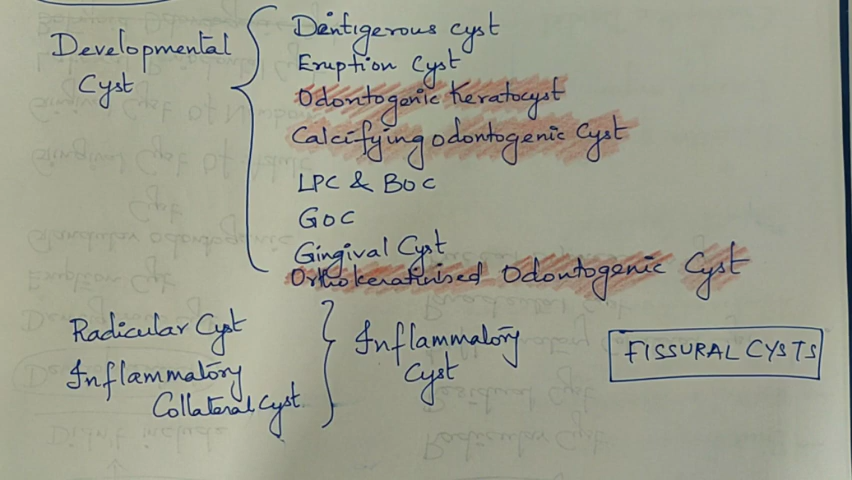 Developmental
Cyst
Dentigerous cyst
Eruption Cyst
Odontogenic Keratocyst
Calcifying odontogenic Cyst
LPC & BOC
GOC
Gingival Cyst
Orthokeratinised Odontogenic Cyst
Radicular Cyst
Inflammatory
Collateral Cyst
Inflammatory
Cyst
FISSURAL CYSTS